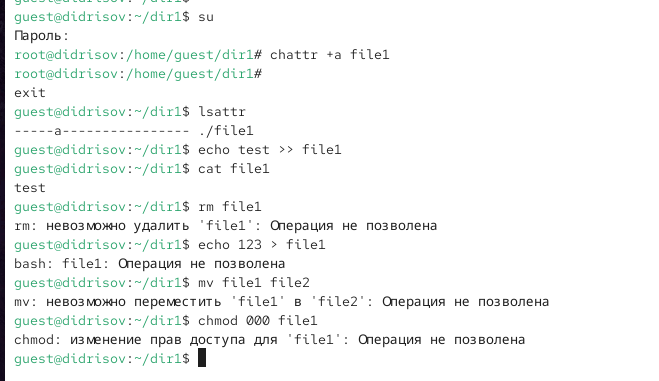 guest@didrisov:~/dir1$ su
Пароль:
root@didrisov:/home/guest/dir1# chattr +a file1
root@didrisov:/home/guest/dir1#
exit
guest@didrisov:~/dir1$ lsattr
-----a---------------- ./file1
guest@didrisov:~/dir1$ echo test >> file1
guest@didrisov:~/dir1$ cat file1
test
guest@didrisov:~/dir1$ rm file1
rm: невозможно удалить 'file1': Операция не позволена
guest@didrisov:~/dir1$ echo 123 > file1
bash: file1: Операция не позволена
guest@didrisov:~/dir1$ mv file1 file2
mv: невозможно переместить 'file1' в 'file2': Операция не позволена
guest@didrisov:~/dir1$ chmod 000 file1
chmod: изменение прав доступа для 'file1': Операция не позволена
guest@didrisov:~/dir1$